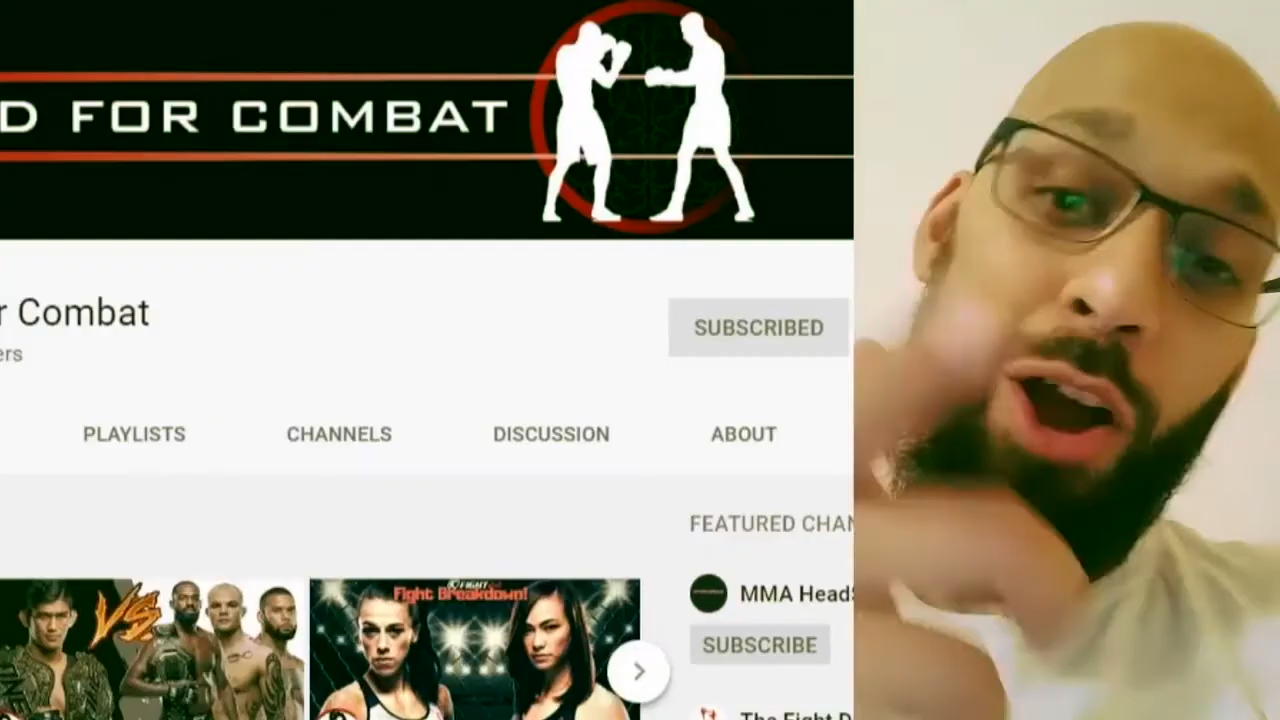 D FOR COMBAT
r Combat
SUBSCRIBED
ers
PLAYLISTS CHANNELS DISCUSSION ABOUT
FEATURED CHAN
VS
FIGHT
Fight Breakdown!
MMA Head
SUBSCRIBE
The Fight D